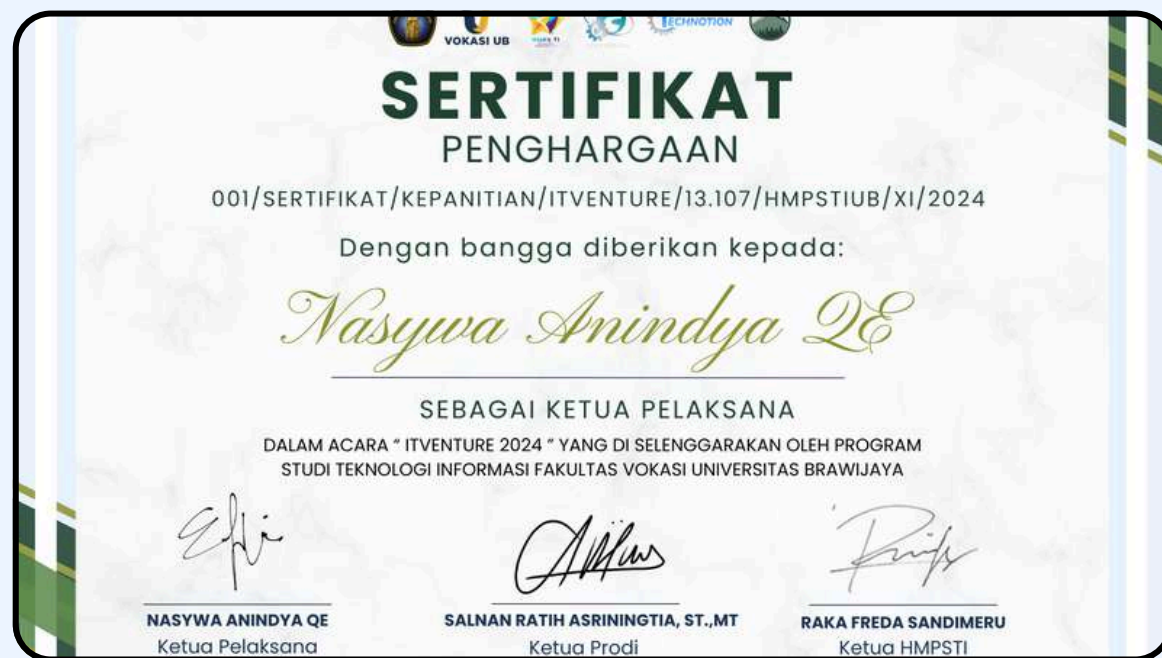 VOKASI UB
TECHNOTION
SERTIFIKAT
PENGHARGAAN
001/SERTIFIKAT/KEPANITIAN/ITVENTURE/13.107/HMPSTIUB/XI/2024
Dengan bangga diberikan kepada:
Nasywa Anindya QE
SEBAGAI KETUA PELAKSANA
DALAM ACARA “ ITVENTURE 2024 ” YANG DI SELENGGARAKAN OLEH PROGRAM
STUDI TEKNOLOGI INFORMASI FAKULTAS VOKASI UNIVERSITAS BRAWIJAYA
NASYWA ANINDYA QE
Ketua Pelaksana
SALNAN RATIH ASRININGTIA, ST.,MT
Ketua Prodi
RAKA FREDA SANDIMERU
Ketua HMPSTI